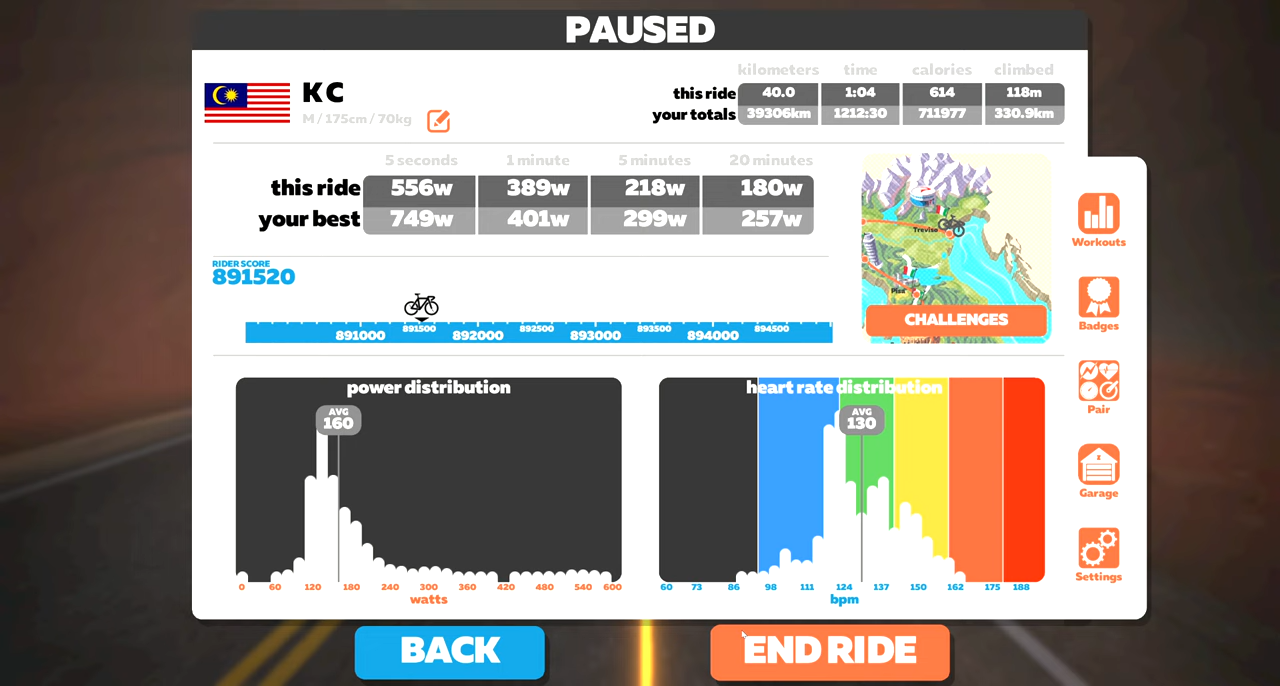 PAUSED
KC
M / 175cm / 70kg
kilometers time calories climbed
this ride 40.0 1:04 614 118m
your totals 39306km 1212:30 711977 330.9km
5 seconds 1 minute 5 minutes 20 minutes
this ride 556w 389w 218w 180w
your best 749w 401w 299w 257w
Treviso
Pisa
CHALLENGES
RIDER SCORE
891520
891000 891500 892000 892500 893000 893500 894000 894500
Workouts
Badges
Pair
Garage
Settings
power distribution
AVG
160
0 60 120 180 240 300 360 420 480 540 600
watts
heart rate distribution
AVG
130
60 73 86 98 111 124 137 150 162 175 188
bpm
BACK
END RIDE